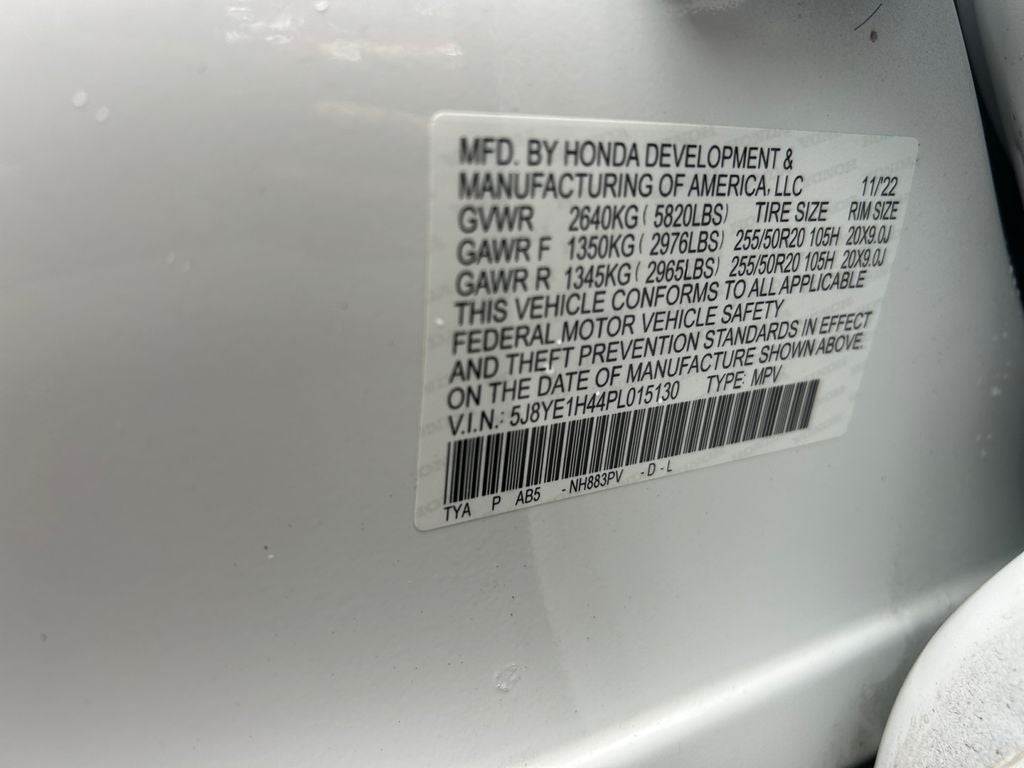 MFD. BY HONDA DEVELOPMENT &
MANUFACTURING OF AMERICA, LLC 11/'22
GVWR 2640KG ( 5820LBS) TIRE SIZE RIM SIZE
GAWR F 1350KG ( 2976LBS) 255/50R20 105H 20X9.0J
GAWR R 1345KG ( 2965LBS) 255/50R20 105H 20X9.0J
THIS VEHICLE CONFORMS TO ALL APPLICABLE
FEDERAL MOTOR VEHICLE SAFETY
AND THEFT PREVENTION STANDARDS IN EFFECT
ON THE DATE OF MANUFACTURE SHOWN ABOVE.
V.I.N.: 5J8YE1H44PL015130 TYPE: MPV
TYA P AB5 - NH883PV - D - L